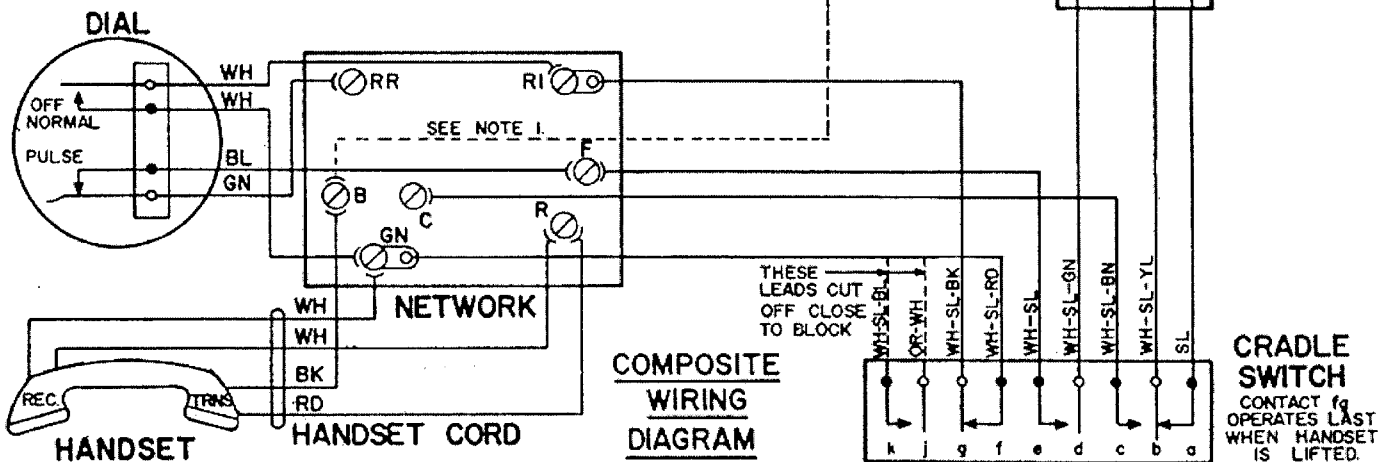 DIAL
WH
WH
OFF
NORMAL
PULSE
BL
GN
RR
RI
SEE NOTE 1.
F
B
C
R
GN
NETWORK
WH
WH
BK
RD
REC.
TRNS
HANDSET
HANDSET CORD
COMPOSITE
WIRING
DIAGRAM
THESE
LEADS CUT
OFF CLOSE
TO BLOCK
WH-SL-BL
OR-WH
WH-SL-BK
WH-SL-RD
WH-SL
WH-SL-GN
WH-SL-BN
WH-SL-YL
SL
k j g f e d c b a
CRADLE
SWITCH
CONTACT fg
OPERATES LAST
WHEN HANDSET
IS LIFTED.